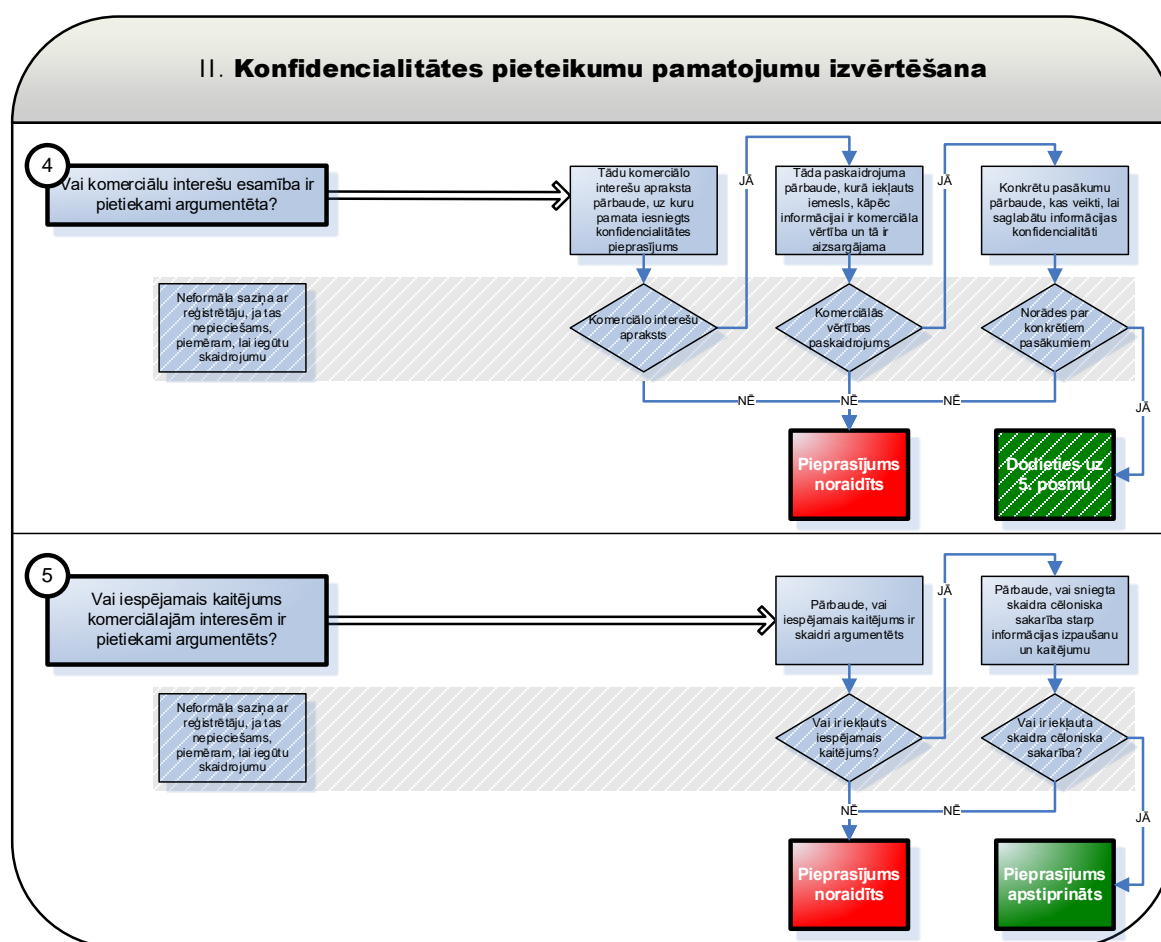 II. Konfidencialitātes pieteikumu pamatojumu izvērtēšana
4
Vai komerciālu interešu esamība ir
pietiekami argumentēta?
Tādu komerciālo
interešu apraksta
pārbaude, uz kuru
pamata iesniegts
konfidencialitātes
pieprasījums
JĀ
Tāda paskaidrojuma
pārbaude, kurā iekļauts
iemesls, kāpēc
informācijai ir komerciāla
vērtība un tā ir
aizsargājama
JĀ
Konkrētu pasākumu
pārbaude, kas veikti, lai
saglabātu informācijas
konfidencialitāti
Neformāla saziņa ar
reģistrētāju, ja tas
nepieciešams,
piemēram, lai iegūtu
skaidrojumu
Komerciālo interešu
apraksts
Komerciālās
vērtības
paskaidrojums
Norādes par
konkrētiem
pasākumiem
NĒ
NĒ
NĒ
JĀ
Pieprasījums
noraidīts
Dodieties uz
5. posmu
5
Vai iespējamais kaitējums
komerciālajām interesēm ir
pietiekami argumentēts?
Pārbaude, vai
iespējamais kaitējums ir
skaidri argumentēts
JĀ
Pārbaude, vai sniegta
skaidra cēloniska
sakarība starp
informācijas izpaušanu
un kaitējumu
Neformāla saziņa ar
reģistrētāju, ja tas
nepieciešams,
piemēram, lai iegūtu
skaidrojumu
Vai ir iekļauts
iespējamais
kaitējums?
Vai ir iekļauta
skaidra cēloniska
sakarība?
NĒ
NĒ
JĀ
Pieprasījums
noraidīts
Pieprasījums
apstiprināts